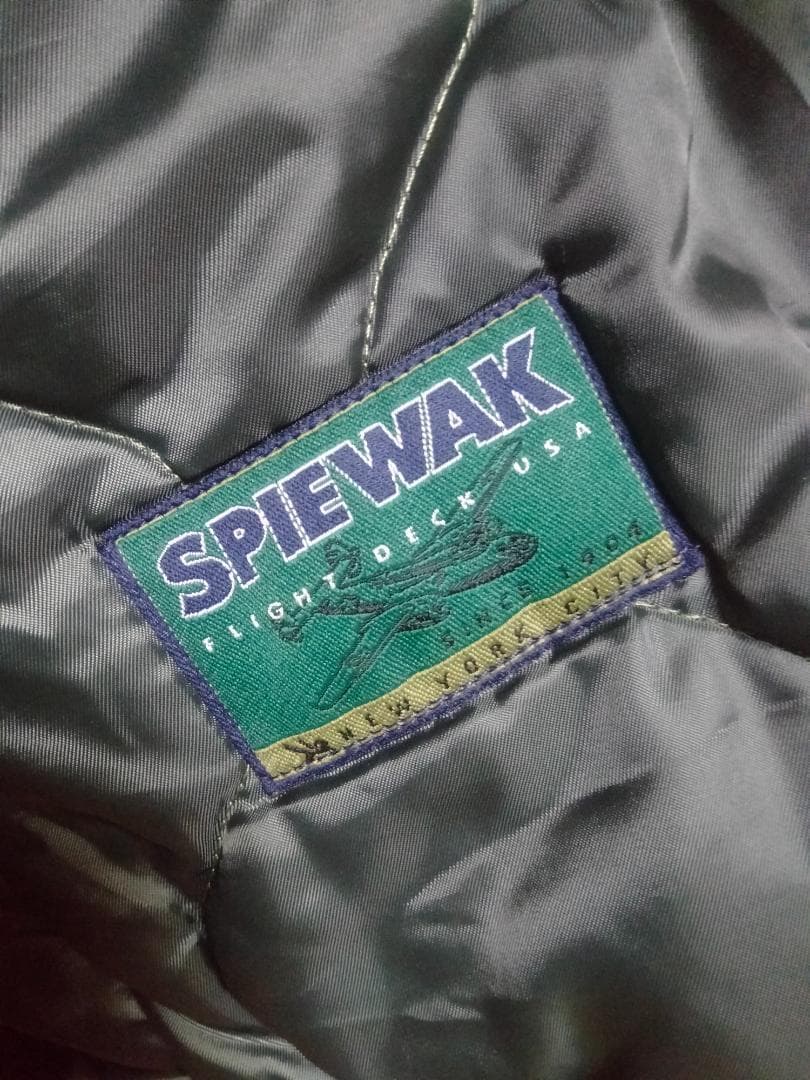 SPIEWAK
FLIGHT DECK USA
SINCE 1904
NEW YORK CITY